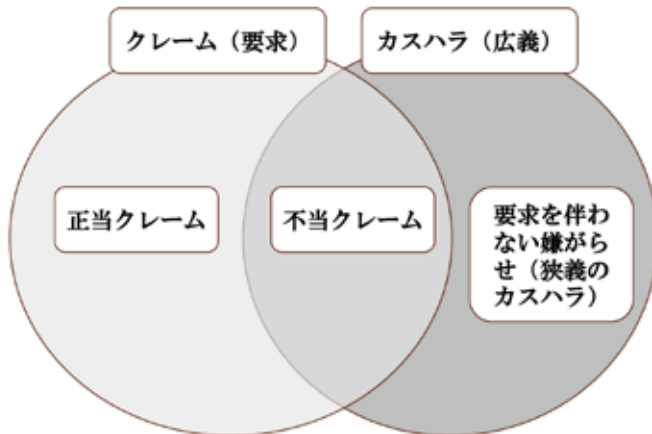 クレーム（要求）
カスハラ（広義）
正当クレーム
不当クレーム
要求を伴わ
ない嫌がら
せ（狭義の
カスハラ）